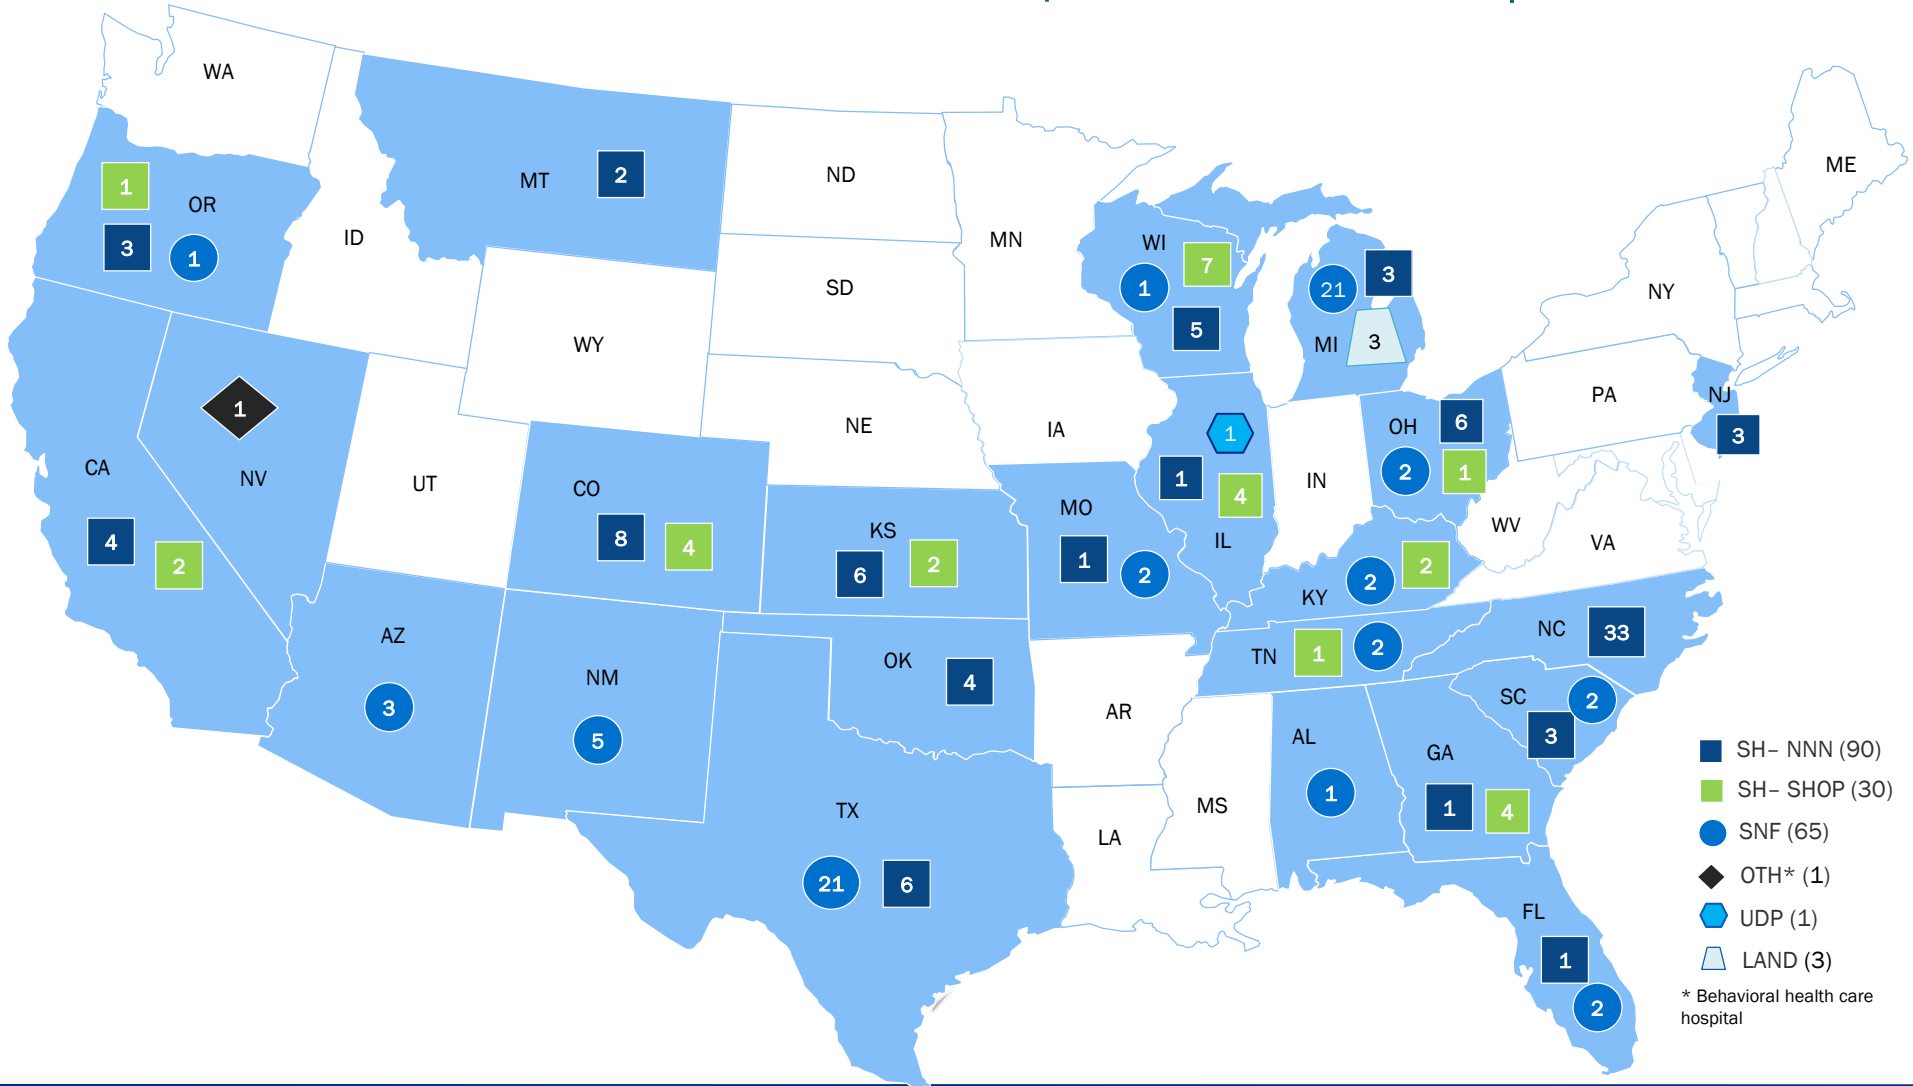 WA
MT
2
ND
ME
1
OR
3
1
ID
MN
WI
7
1
5
21
3
MI
3
SD
NY
WY
NE
IA
PA
NJ
3
1
NV
CA
4
2
UT
CO
8
4
KS
6
2
MO
1
2
1
1
4
IL
IN
OH
6
2
1
WV
VA
KY
2
2
AZ
3
NM
5
OK
4
AR
TN
1
2
NC
33
SC
2
3
TX
21
6
LA
MS
AL
1
GA
1
4
FL
1
2
SH– NNN (90)
SH– SHOP (30)
SNF (65)
OTH* (1)
UDP (1)
LAND (3)
* Behavioral health care
hospital